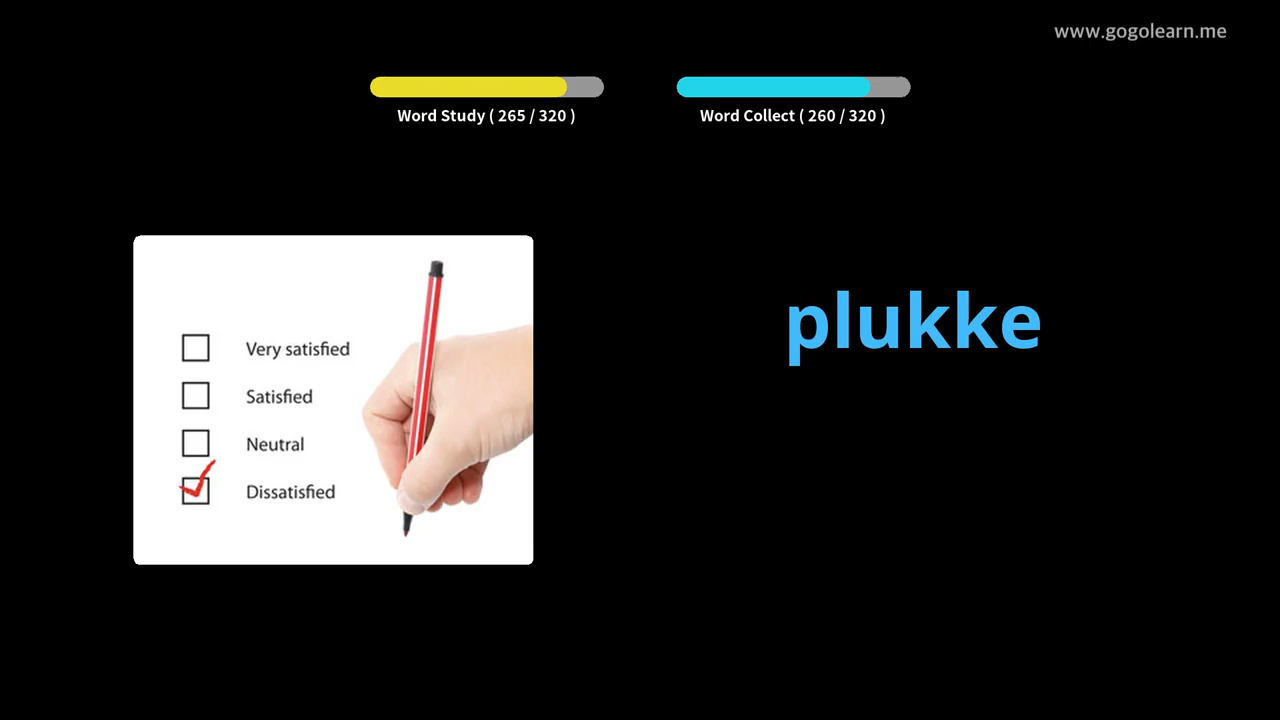 www.gogolearn.me
Word Study ( 265 / 320 )
Word Collect ( 260 / 320 )
Very satisfied
Satisfied
Neutral
Dissatisfied
plukke